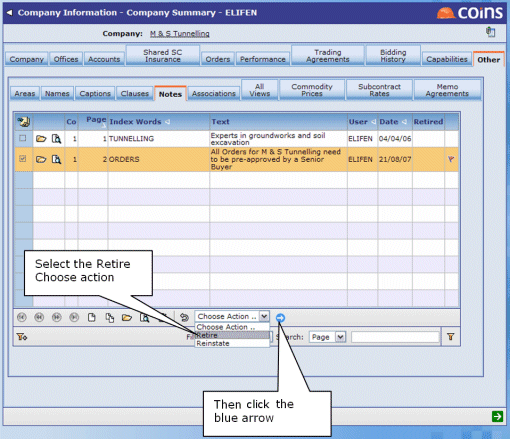 Company Information - Company Summary - ELIFEN
COINS
Company: M & S Tunnelling
Company Offices Accounts Shared SC Insurance Orders Performance Trading Agreements Bidding History Capabilities Other
Areas Names Captions Clauses Notes Associations All Views Commodity Prices Subcontract Rates Memo Agreements
Co Page Index Words Text User Date Retired
1 1 TUNNELLING Experts in groundworks and soil excavation ELIFEN 04/04/06
1 2 ORDERS All Orders for M & S Tunnelling need to be pre-approved by a Senior Buyer ELIFEN 21/08/07
Select the Retire
Choose action
Choose Action ..
Choose Action ..
Retire
Reinstate
Search: Page
Then click the
blue arrow